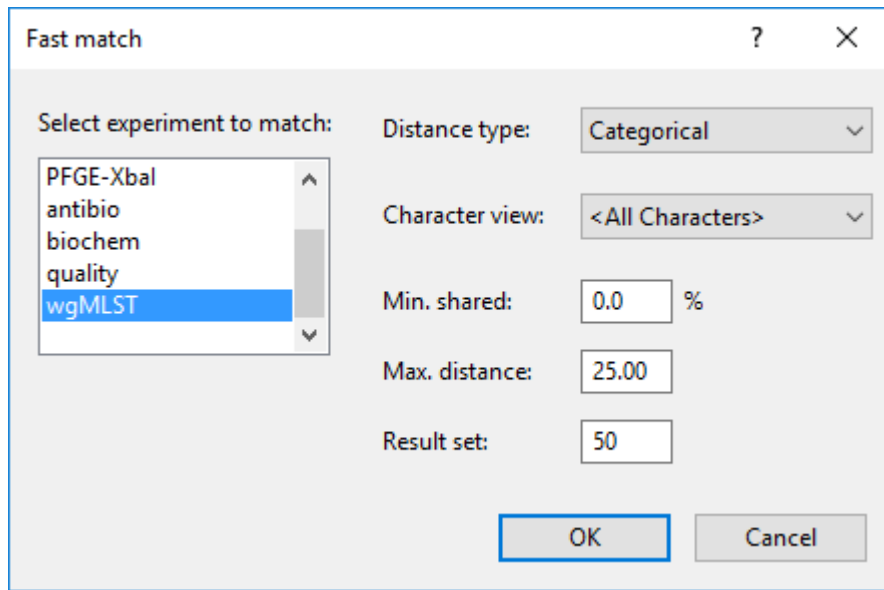 Fast match
Select experiment to match:
PFGE-XbaI
antibio
biochem
quality
wgMLST
Distance type:
Categorical
Character view:
<All Characters>
Min. shared:
0.0
%
Max. distance:
25.00
Result set:
50
OK
Cancel